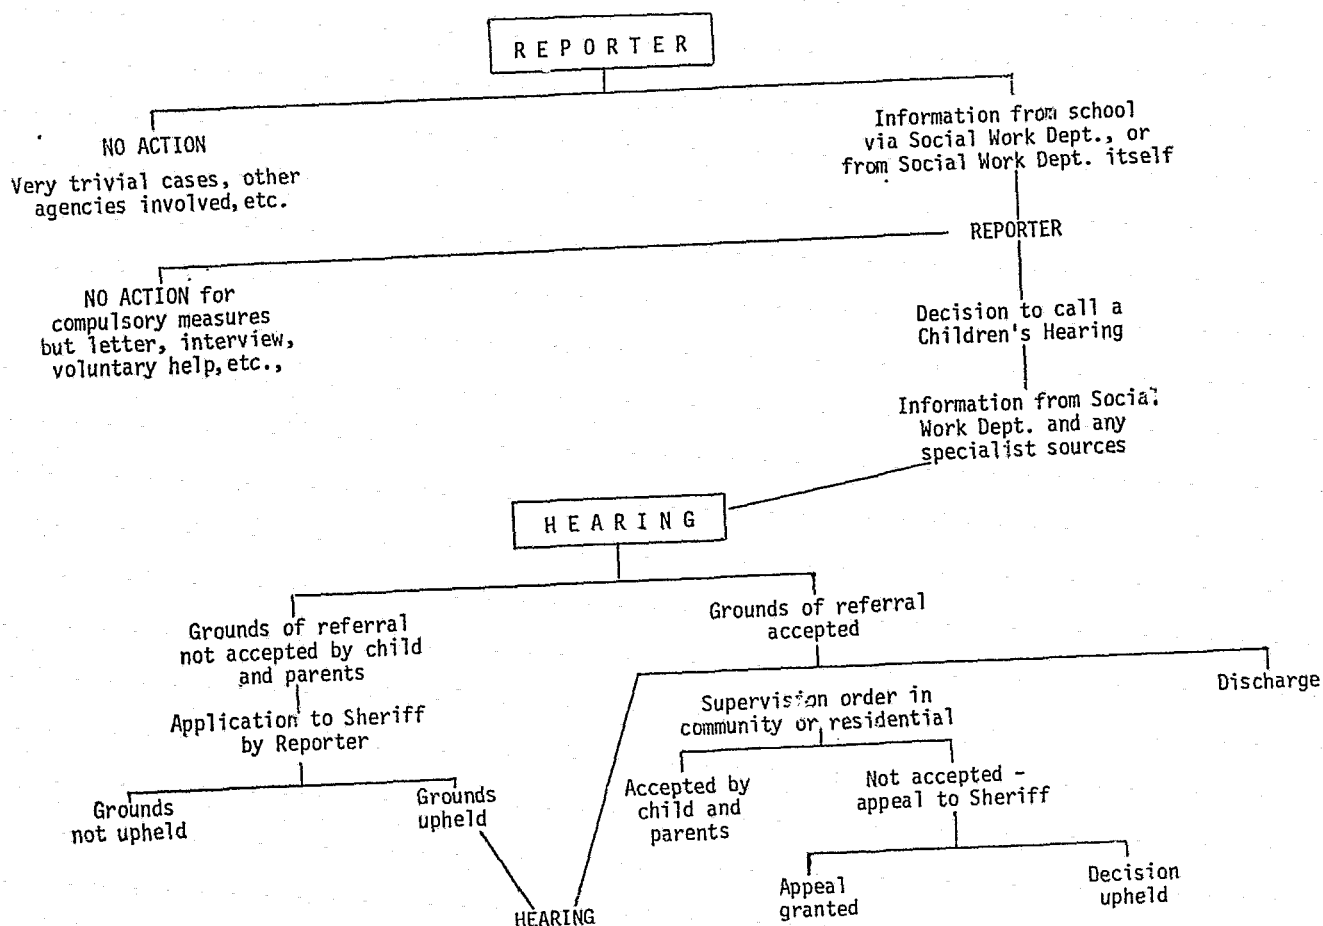 REPORTER
NO ACTION
Very trivial cases, other
agencies involved, etc.
Information from school
via Social Work Dept., or
from Social Work Dept. itself
REPORTER
NO ACTION for
compulsory measures
but letter, interview,
voluntary help, etc.,
Decision to call a
Children's Hearing
Information from Social
Work Dept. and any
specialist sources
HEARING
Grounds of referral
not accepted by child
and parents
Application to Sheriff
by Reporter
Grounds
not upheld
Grounds
upheld
Grounds of referral
accepted
Supervision order in
community or residential
Discharge
Accepted by
child and
parents
Not accepted -
appeal to Sheriff
Appeal
granted
Decision
upheld
HEARING